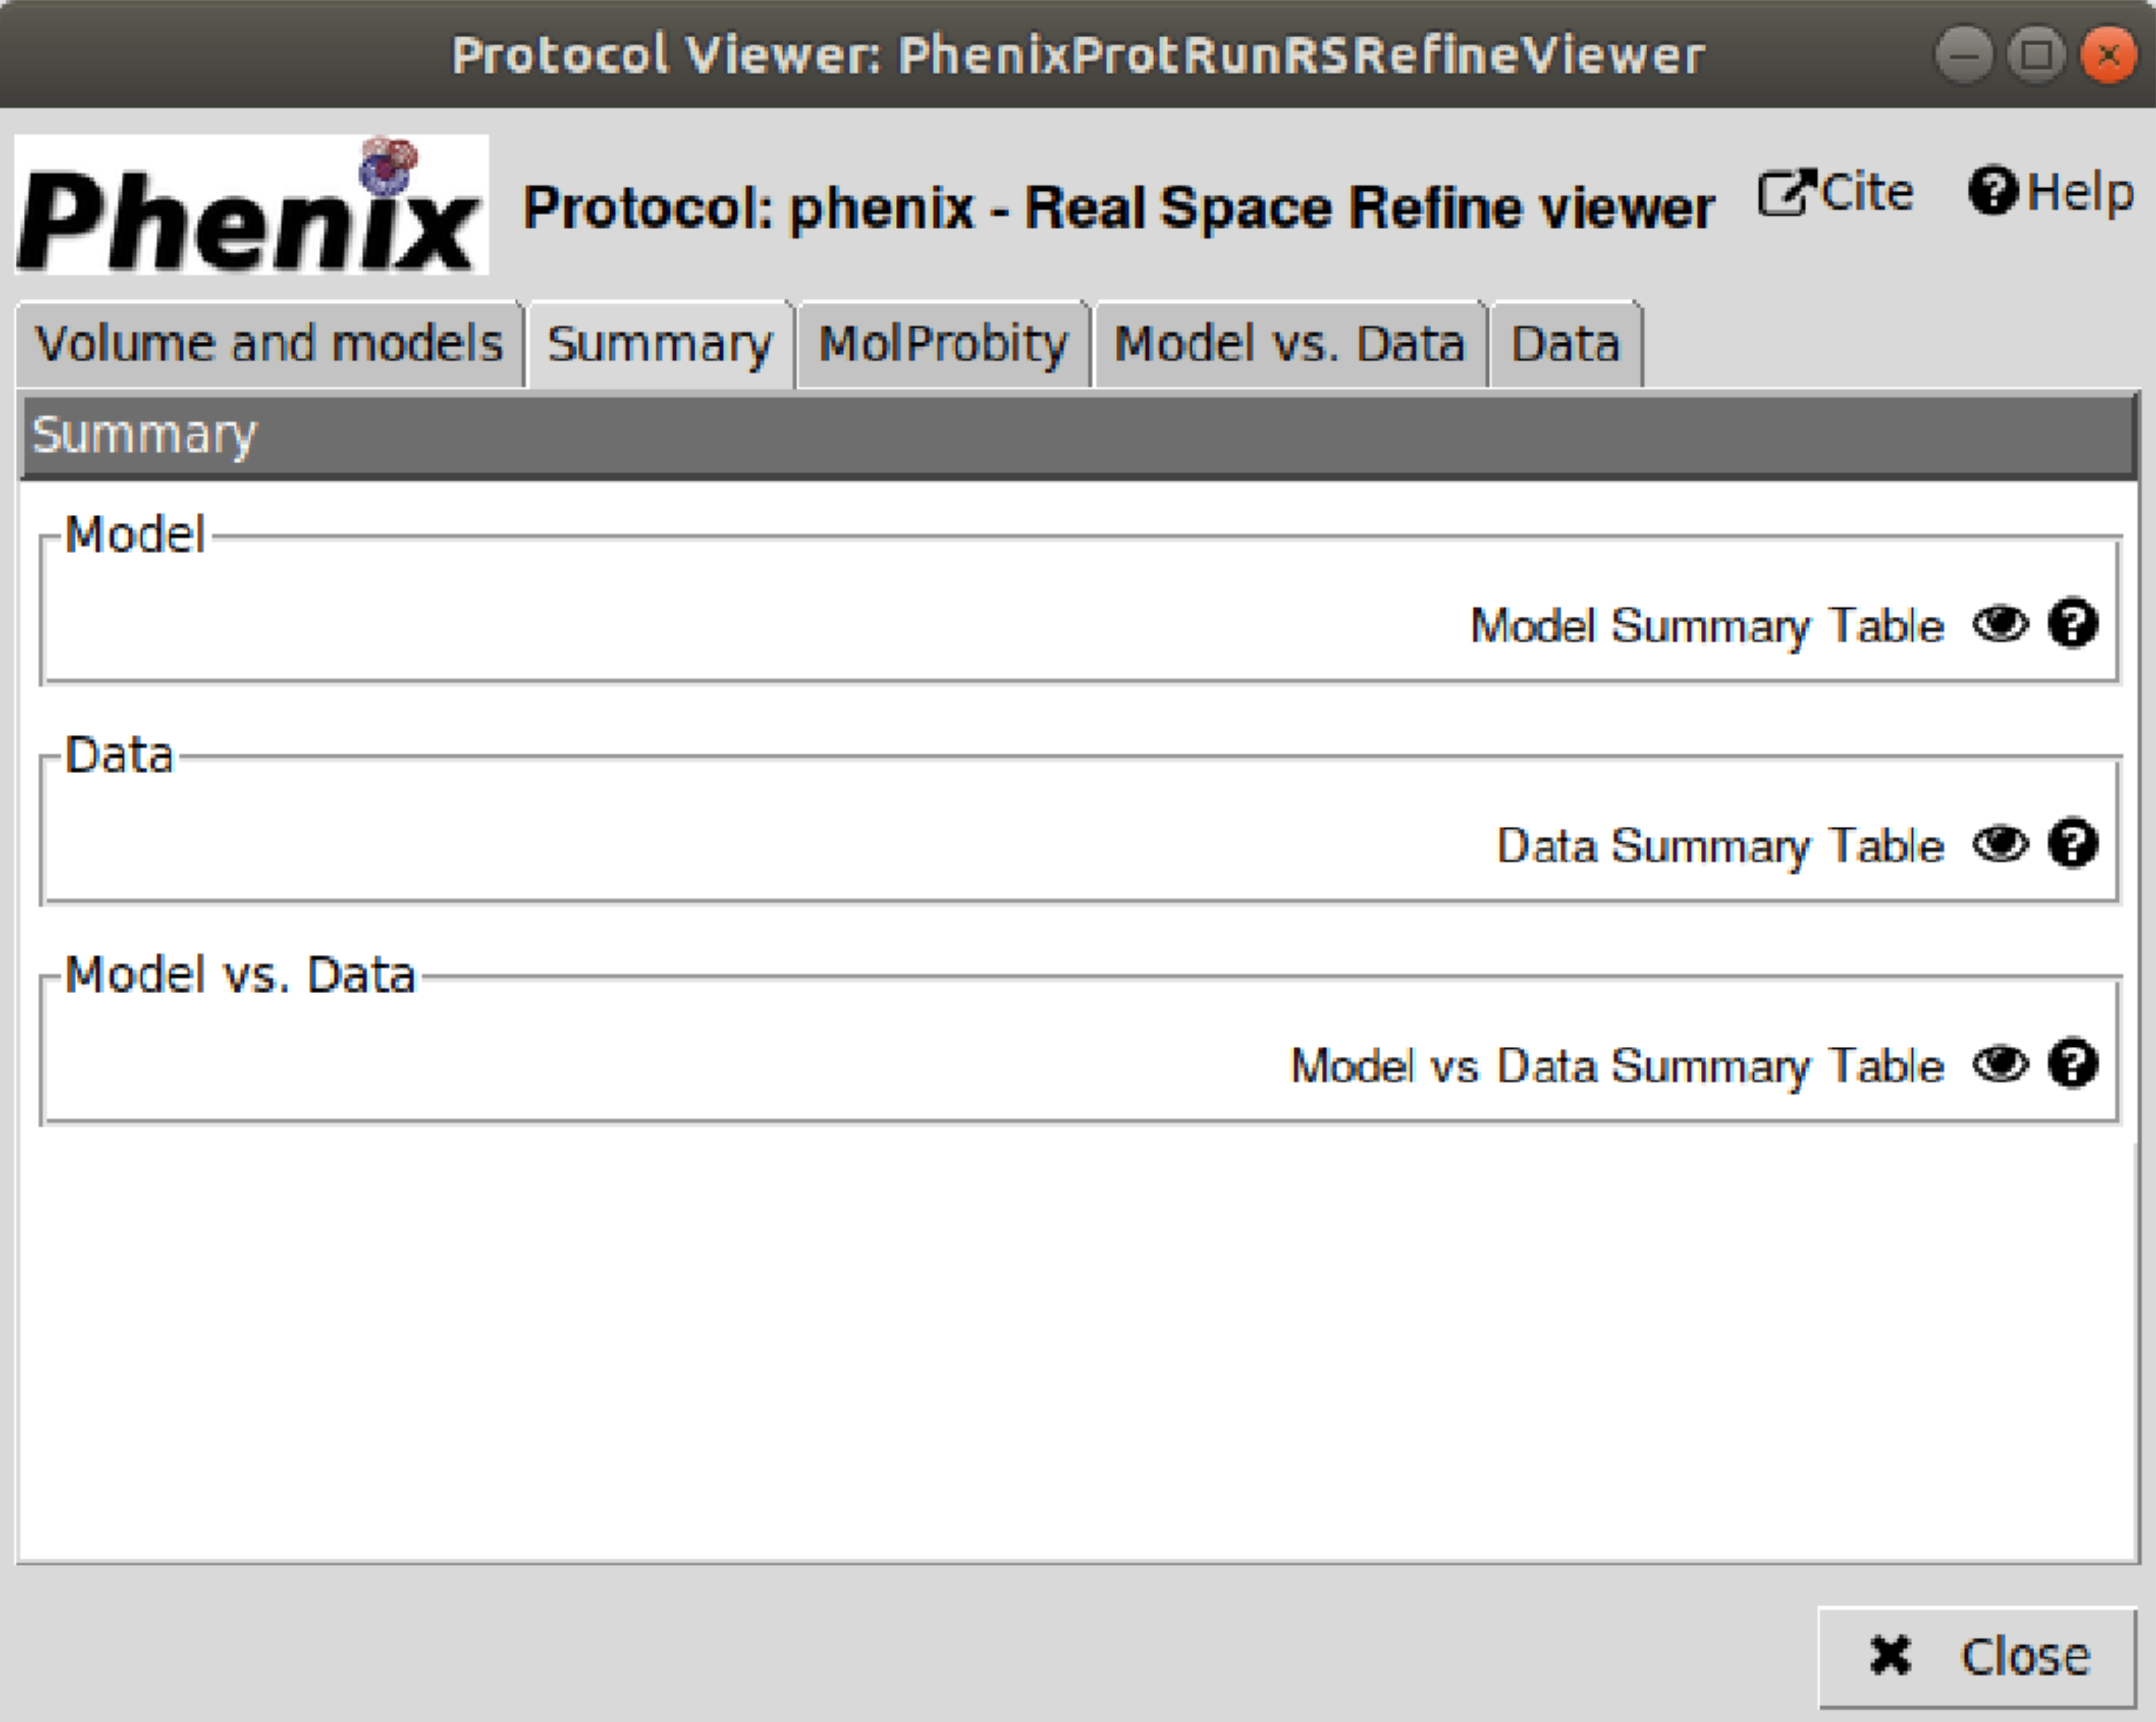 Protocol Viewer: PhenixProtRunRSRefineViewer
Phenix Protocol: phenix - Real Space Refine viewer Cite Help
Volume and models Summary MolProbity Model vs. Data Data
Summary
Model
Model Summary Table
Data
Data Summary Table
Model vs. Data
Model vs Data Summary Table
Close